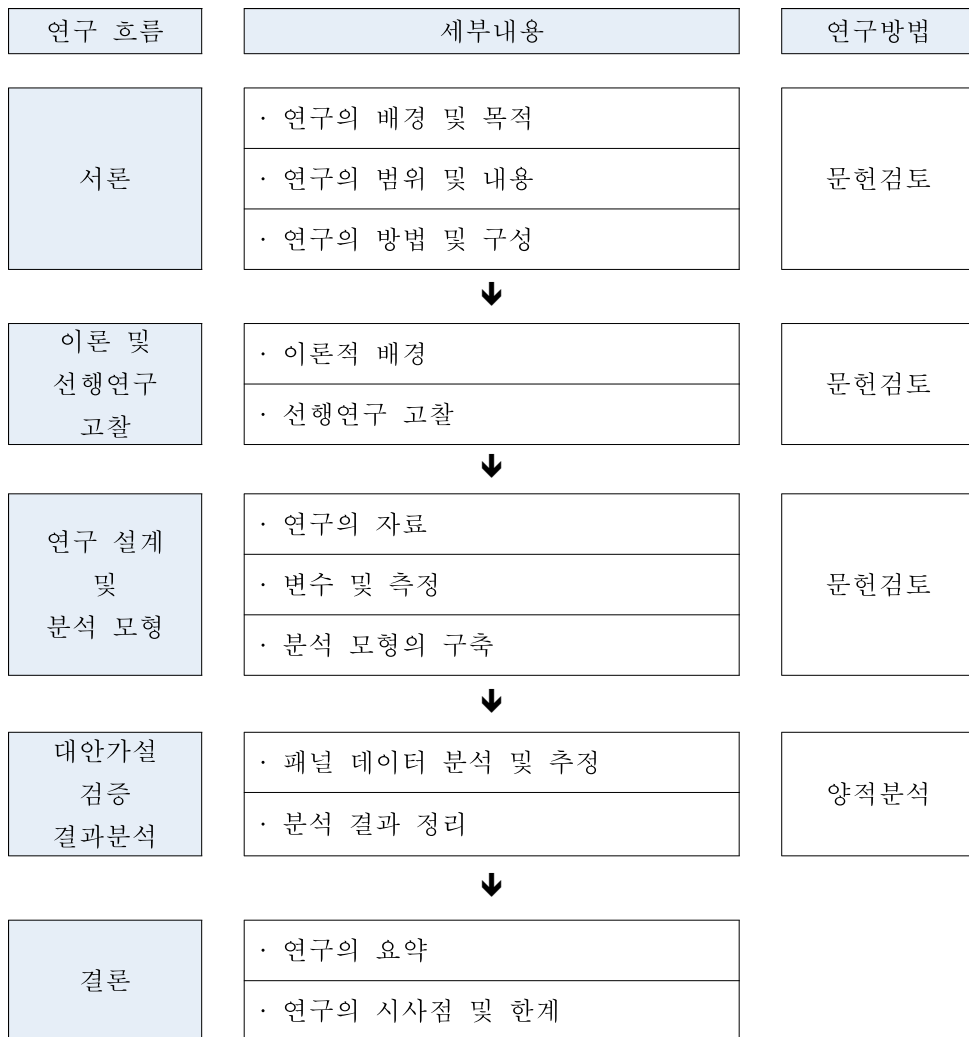 연구 흐름
세부내용
연구방법
서론
· 연구의 배경 및 목적
· 연구의 범위 및 내용
· 연구의 방법 및 구성
문헌검토
이론 및
선행연구
고찰
· 이론적 배경
· 선행연구 고찰
문헌검토
연구 설계
및
분석 모형
· 연구의 자료
· 변수 및 측정
· 분석 모형의 구축
문헌검토
대안가설
검증
결과분석
· 패널 데이터 분석 및 추정
· 분석 결과 정리
양적분석
결론
· 연구의 요약
· 연구의 시사점 및 한계